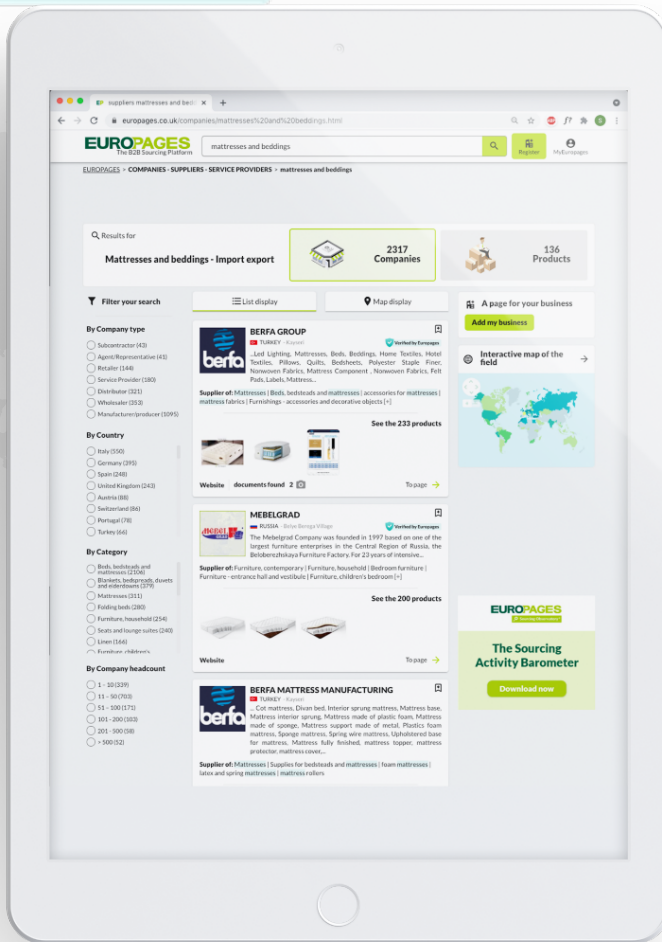 suppliers mattresses and bedd
europages.co.uk/companies/mattresses%20and%20beddings.html
EUROPAGES
The B2B Sourcing Platform
mattresses and beddings
Register
MyEuropages
EUROPAGES > COMPANIES - SUPPLIERS - SERVICE PROVIDERS > mattresses and beddings
Results for
Mattresses and beddings - Import export
2317
Companies
136
Products
Filter your search
By Company type
Subcontractor (43)
Agent/Representative (41)
Retailer (144)
Service Provider (180)
Distributor (321)
Wholesaler (353)
Manufacturer/producer (1095)
By Country
Italy (550)
Germany (395)
Spain (248)
United Kingdom (243)
Austria (88)
Switzerland (86)
Portugal (78)
Turkey (66)
By Category
Beds, bedsteads and
mattresses (2106)
Blankets, bedspreads, duvets
and eiderdowns (379)
Mattresses (311)
Folding beds (280)
Furniture, household (254)
Seats and lounge suites (240)
Linen (166)
Furniture, children's
By Company headcount
1 - 10 (339)
11 - 50 (703)
51 - 100 (171)
101 - 200 (103)
201 - 500 (58)
> 500 (52)
List display
Map display
berfa
BERFA GROUP
TURKEY - Kayseri
Verified by Europages
...Led Lighting, Mattresses, Beds, Beddings, Home Textiles, Hotel
Textiles, Pillows, Quilts, Bedsheets, Polyester Staple Fiber,
Nonwoven Fabrics, Mattress Component , Nonwoven Fabrics, Felt
Pads, Labels, Mattress...
Supplier of: Mattresses | Beds, bedsteads and mattresses | accessories for mattresses |
mattress fabrics | Furnishings - accessories and decorative objects [+]
See the 233 products
Website
documents found 2
To page
MEBELGRAD
RUSSIA - Belye Berega Village
Verified by Europages
The Mebelgrad Company was founded in 1997 based on one of the
largest furniture enterprises in the Central Region of Russia, the
Beloberezhskaya Furniture Factory. For 23 years of intensive...
Supplier of: Furniture, contemporary | Furniture, household | Bedroom furniture |
Furniture - entrance hall and vestibule | Furniture, children's bedroom [+]
See the 200 products
Website
To page
berfa
BERFA MATTRESS MANUFACTURING
TURKEY - Kayseri
... Cot mattress, Divan bed, Interior sprung mattress, Mattress base,
Mattress interior sprung, Mattress made of plastic foam, Mattress
made of sponge, Mattress support made of metal, Plastics foam
mattress, Sponge mattress, Spring wire mattress, Upholstered base
for mattress, Mattress fully finished, mattress topper, mattress
protector, mattress cover,...
Supplier of: Mattresses | Supplies for bedsteads and mattresses | foam mattresses |
latex and spring mattresses | mattress rollers
A page for your business
Add my business
Interactive map of the
field
EUROPAGES
The Sourcing
Activity Barometer
Download now